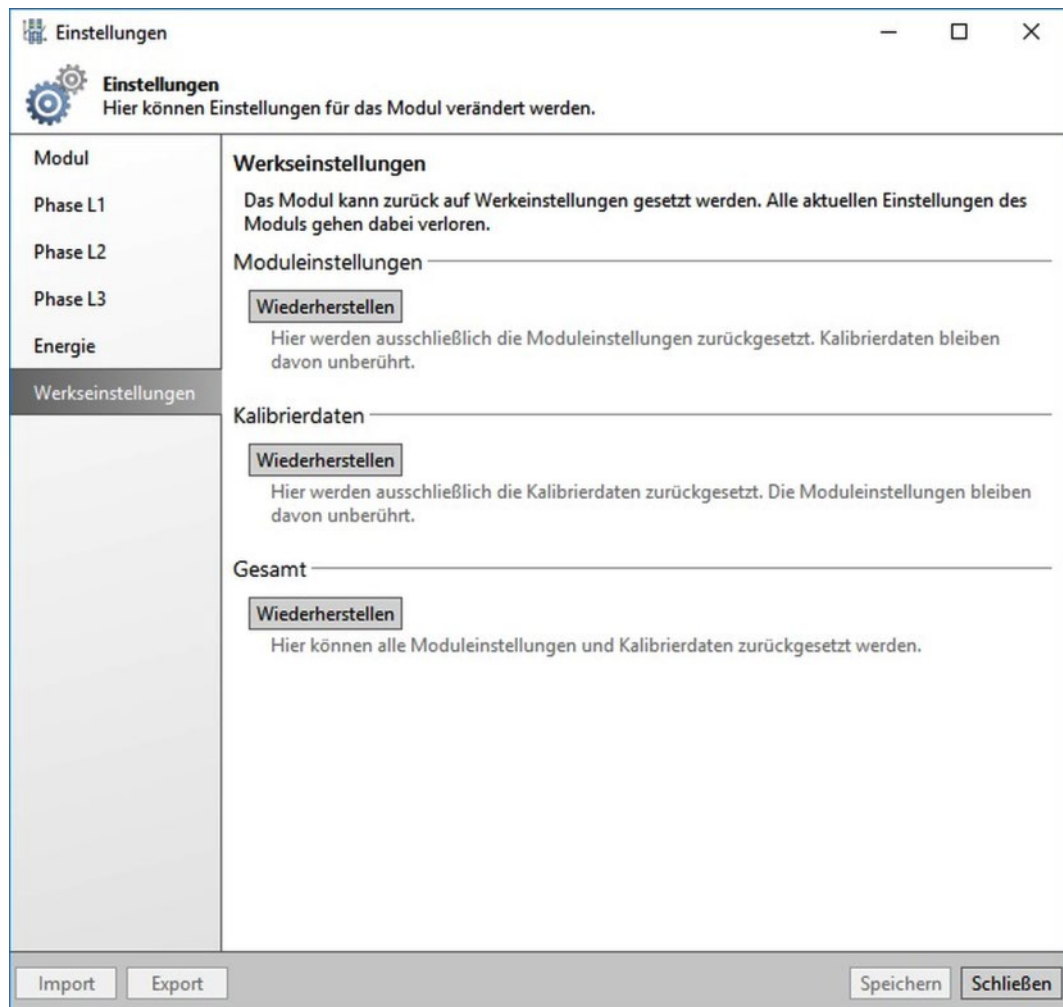 Einstellungen
Einstellungen
Hier können Einstellungen für das Modul verändert werden.
Modul
Phase L1
Phase L2
Phase L3
Energie
Werkseinstellungen
Werkseinstellungen
Das Modul kann zurück auf Werkeinstellungen gesetzt werden. Alle aktuellen Einstellungen des
Moduls gehen dabei verloren.
Moduleinstellungen
Wiederherstellen
Hier werden ausschließlich die Moduleinstellungen zurückgesetzt. Kalibrierdaten bleiben
davon unberührt.
Kalibrierdaten
Wiederherstellen
Hier werden ausschließlich die Kalibrierdaten zurückgesetzt. Die Moduleinstellungen bleiben
davon unberührt.
Gesamt
Wiederherstellen
Hier können alle Moduleinstellungen und Kalibrierdaten zurückgesetzt werden.
Import Export Speichern Schließen